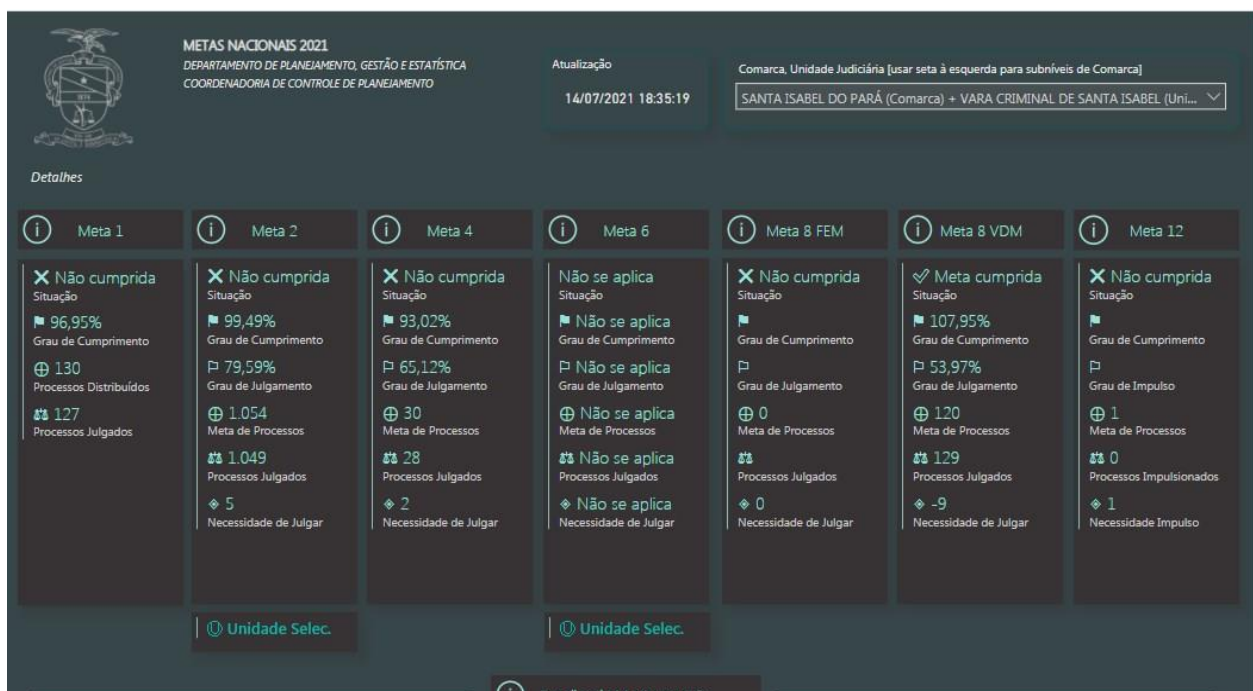 METAS NACIONAIS 2021
DEPARTAMENTO DE PLANEJAMENTO, GESTÃO E ESTATÍSTICA
COORDENADORIA DE CONTROLE DE PLANEJAMENTO
Atualização
14/07/2021 18:35:19
Comarca, Unidade Judiciária [usar seta à esquerda para subníveis de Comarca]
SANTA ISABEL DO PARÁ (Comarca) + VARA CRIMINAL DE SANTA ISABEL (Uni...
Detalhes
Meta 1
Não cumprida
Situação
96,95%
Grau de Cumprimento
130
Processos Distribuídos
127
Processos Julgados
Meta 2
Não cumprida
Situação
99,49%
Grau de Cumprimento
79,59%
Grau de Julgamento
1.054
Meta de Processos
1.049
Processos Julgados
5
Necessidade de Julgar
Unidade Selec.
Meta 4
Não cumprida
Situação
93,02%
Grau de Cumprimento
65,12%
Grau de Julgamento
30
Meta de Processos
28
Processos Julgados
2
Necessidade de Julgar
Meta 6
Não se aplica
Situação
Não se aplica
Grau de Cumprimento
Não se aplica
Grau de Julgamento
Não se aplica
Meta de Processos
Não se aplica
Processos Julgados
Não se aplica
Necessidade de Julgar
Unidade Selec.
Meta 8 FEM
Não cumprida
Situação
Grau de Cumprimento
Grau de Julgamento
0
Meta de Processos
Processos Julgados
0
Necessidade de Julgar
Meta 8 VDM
Meta cumprida
Situação
107,95%
Grau de Cumprimento
53,97%
Grau de Julgamento
120
Meta de Processos
129
Processos Julgados
-9
Necessidade de Julgar
Meta 12
Não cumprida
Situação
Grau de Cumprimento
Grau de Impulso
1
Meta de Processos
0
Processos Impulsionados
1
Necessidade Impulso